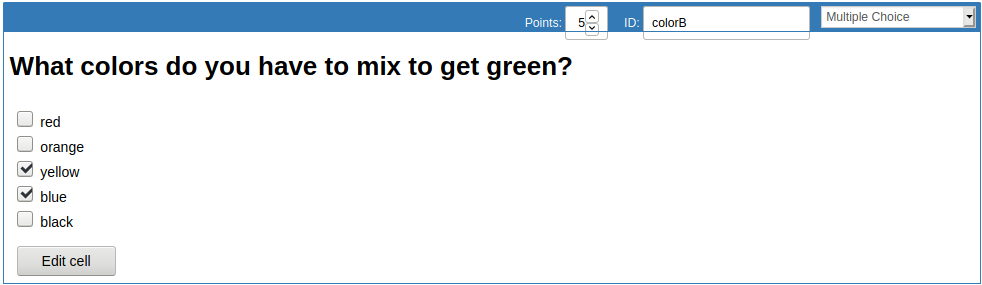 Points: 5 ID: colorB Multiple Choice
What colors do you have to mix to get green?
red
orange
yellow
blue
black
Edit cell